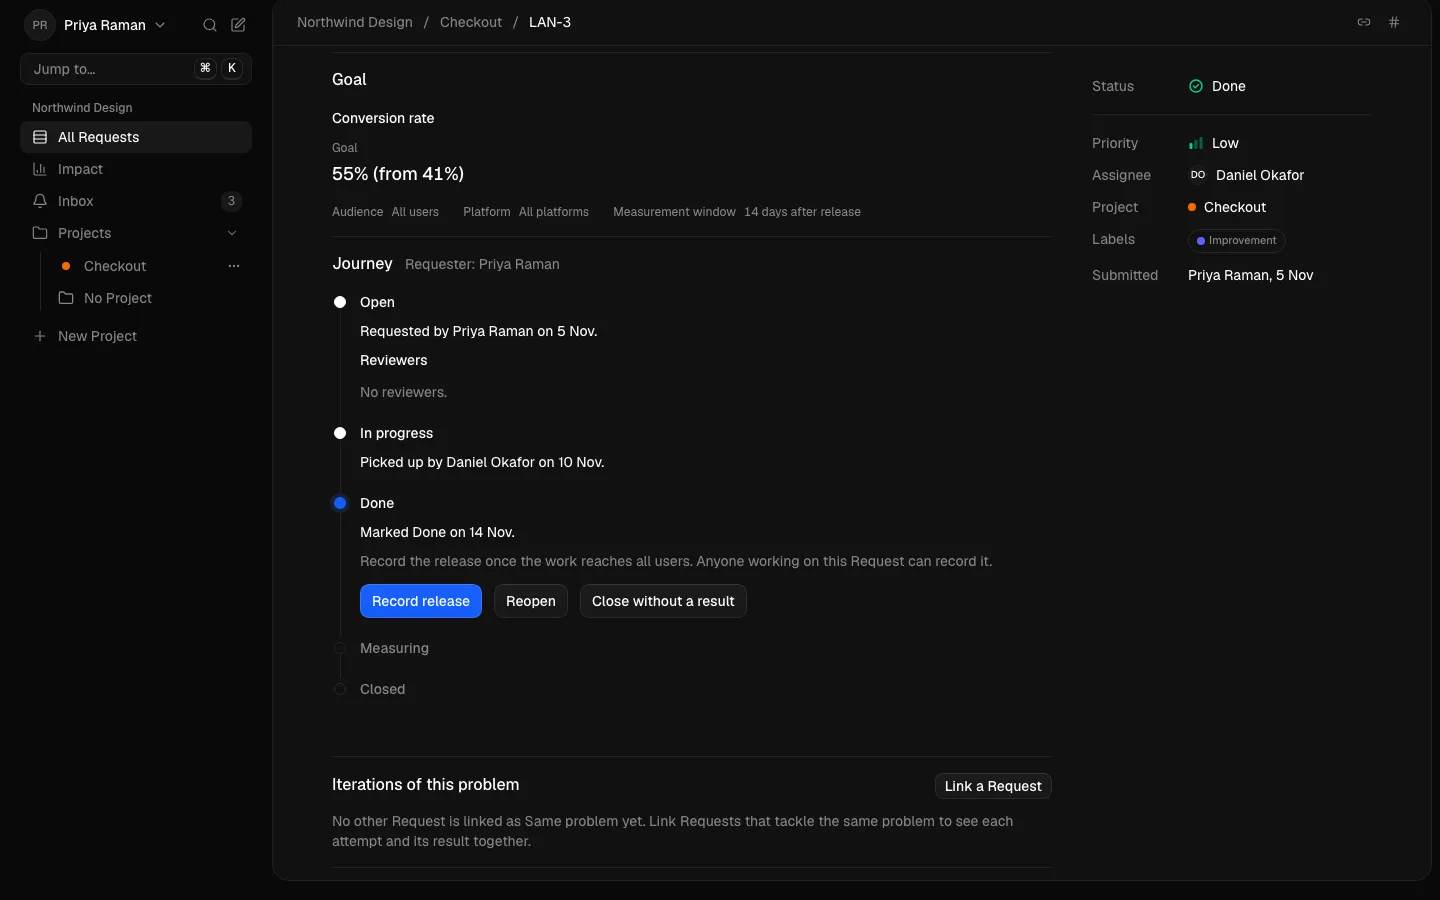 PR Priya Raman
Jump to... ⌘ K
Northwind Design
All Requests
Impact
Inbox 3
Projects
Checkout
No Project
New Project
Northwind Design / Checkout / LAN-3
Goal
Conversion rate
Goal
55% (from 41%)
Audience All users Platform All platforms Measurement window 14 days after release
Journey Requester: Priya Raman
Open
Requested by Priya Raman on 5 Nov.
Reviewers
No reviewers.
In progress
Picked up by Daniel Okafor on 10 Nov.
Done
Marked Done on 14 Nov.
Record the release once the work reaches all users. Anyone working on this Request can record it.
Record release Reopen Close without a result
Measuring
Closed
Iterations of this problem Link a Request
No other Request is linked as Same problem yet. Link Requests that tackle the same problem to see each
attempt and its result together.
Status Done
Priority Low
Assignee DO Daniel Okafor
Project Checkout
Labels Improvement
Submitted Priya Raman, 5 Nov